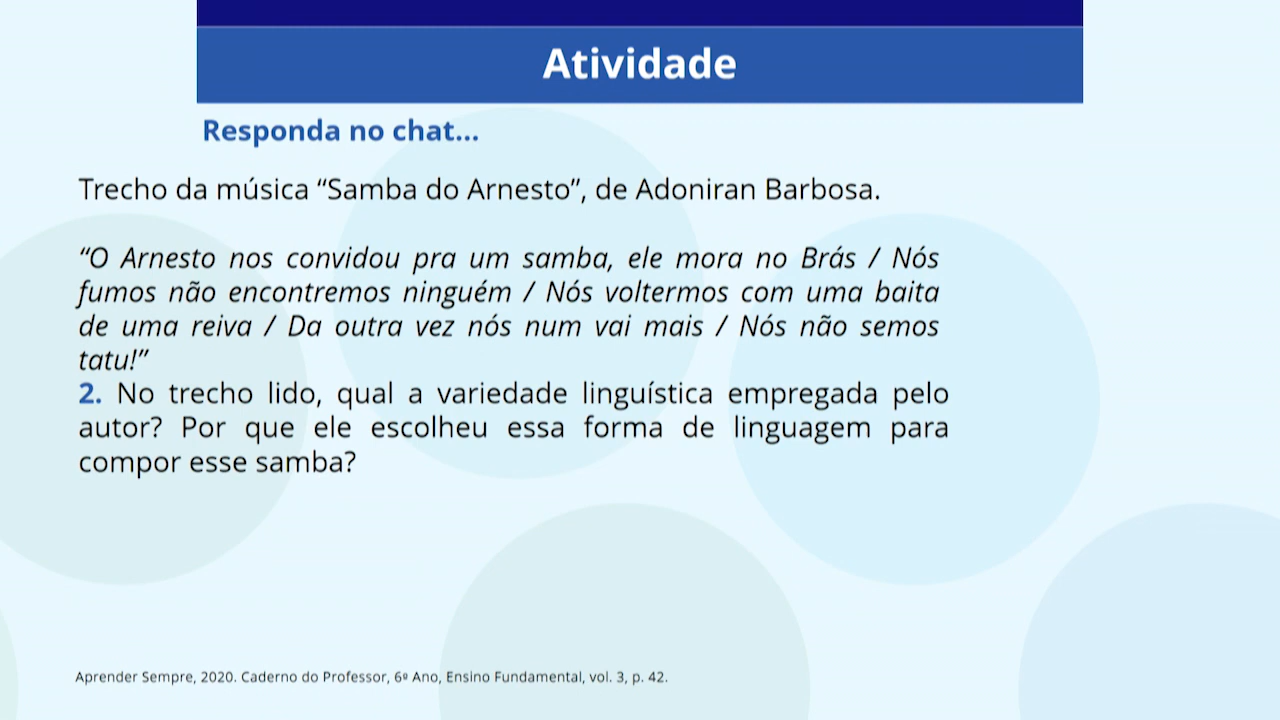 Atividade
Responda no chat...
Trecho da música “Samba do Arnesto”, de Adoniran Barbosa.
“O Arnesto nos convidou pra um samba, ele mora no Brás / Nós
fumos não encontremos ninguém / Nós voltermos com uma baita
de uma reiva / Da outra vez nós num vai mais / Nós não semos
tatu!”
2. No trecho lido, qual a variedade linguística empregada pelo
autor? Por que ele escolheu essa forma de linguagem para
compor esse samba?
Aprender Sempre, 2020. Caderno do Professor, 6º Ano, Ensino Fundamental, vol. 3, p. 42.